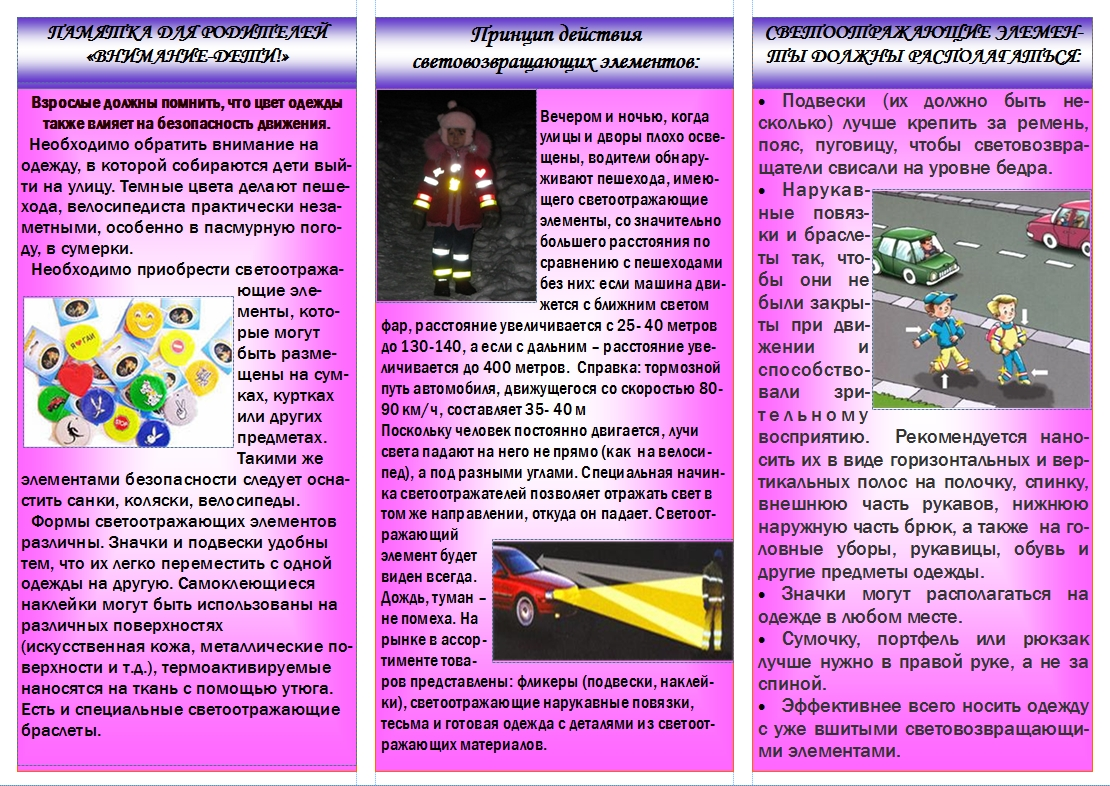 ПАМЯТКА ДЛЯ РОДИТЕЛЕЙ
«ВНИМАНИЕ-ДЕТИ!»
Взрослые должны помнить, что цвет одежды
также влияет на безопасность движения.
Необходимо обратить внимание на
одежду, в которой собираются дети вый-
ти на улицу. Темные цвета делают пеше-
хода, велосипедиста практически неза-
метными, особенно в пасмурную пого-
ду, в сумерки.
Необходимо приобрести светоотража-
ющие эле-
менты, кото-
рые могут
быть разме-
щены на сум-
ках, куртках
или других
предметах.
Такими же
элементами безопасности следует осна-
стить санки, коляски, велосипеды.
Формы светоотражающих элементов
различны. Значки и подвески удобны
тем, что их легко переместить с одной
одежды на другую. Самоклеющиеся
наклейки могут быть использованы на
различных поверхностях
(искусственная кожа, металлические по-
верхности и т.д.), термоактивируемые
наносятся на ткань с помощью утюга.
Есть и специальные светоотражающие
браслеты.
Я ГАИ
STOP
Принцип действия
световозвращающих элементов:
Вечером и ночью, когда
улицы и дворы плохо осве-
щены, водители обнару-
живают пешехода, имею-
щего светоотражающие
элементы, со значительно
большего расстояния по
сравнению с пешеходами
без них: если машина дви-
жется с ближним светом
фар, расстояние увеличивается с 25- 40 метров
до 130-140, а если с дальним – расстояние уве-
личивается до 400 метров. Справка: тормозной
путь автомобиля, движущегося со скоростью 80-
90 км/ч, составляет 35- 40 м
Поскольку человек постоянно двигается, лучи
света падают на него не прямо (как на велоси-
пед), а под разными углами. Специальная начин-
ка светоотражателей позволяет отражать свет в
том же направлении, откуда он падает. Светоот-
ражающий
элемент будет
виден всегда.
Дождь, туман –
не помеха. На
рынке в ассор-
тименте това-
ров представлены: фликеры (подвески, наклей-
ки), светоотражающие нарукавные повязки,
тесьма и готовая одежда с деталями из светоот-
ражающих материалов.
СВЕТООТРАЖАЮЩИЕ ЭЛЕМЕН-
ТЫ ДОЛЖНЫ РАСПОЛАГАТЬСЯ:
• Подвески (их должно быть не-
сколько) лучше крепить за ремень,
пояс, пуговицу, чтобы световозвра-
щатели свисали на уровне бедра.
• Нарукав-
ные повяз-
ки и брасле-
ты так, что-
бы они не
были закры-
ты при дви-
жении и
способство-
вали зри-
тельному
восприятию. Рекомендуется нано-
сить их в виде горизонтальных и вер-
тикальных полос на полочку, спинку,
внешнюю часть рукавов, нижнюю
наружную часть брюк, а также на го-
ловные уборы, рукавицы, обувь и
другие предметы одежды.
• Значки могут располагаться на
одежде в любом месте.
• Сумочку, портфель или рюкзак
лучше нужно в правой руке, а не за
спиной.
• Эффективнее всего носить одежду
с уже вшитыми световозвращающи-
ми элементами.